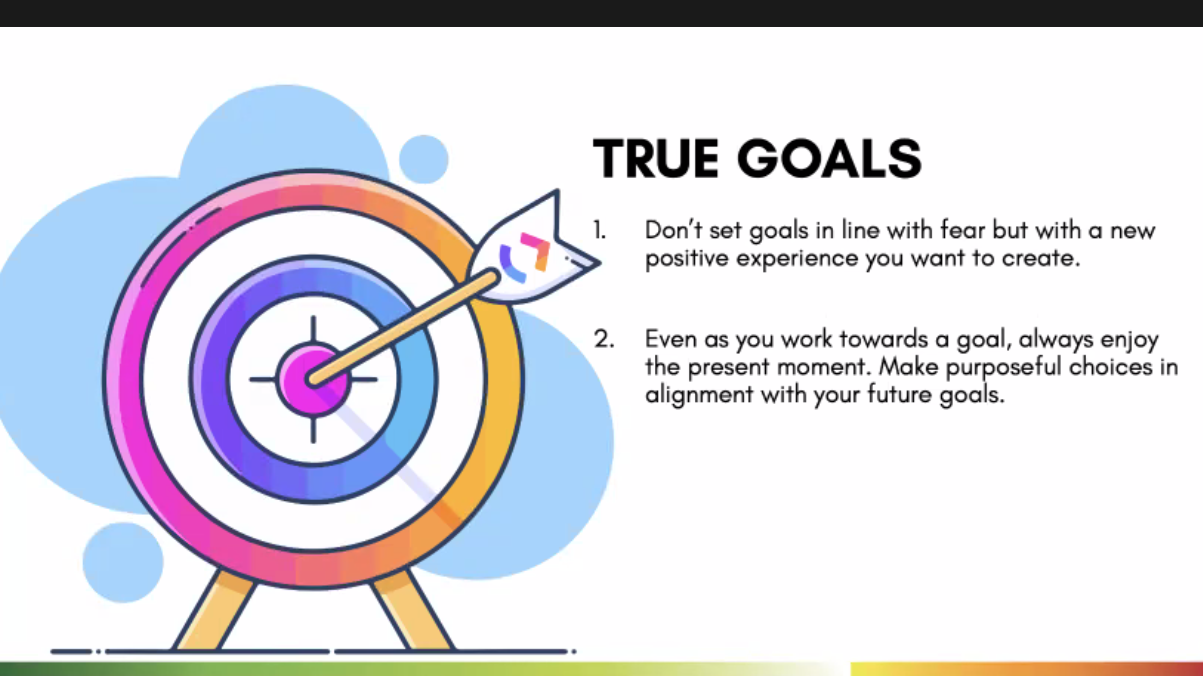 TRUE GOALS
1. Don’t set goals in line with fear but with a new
positive experience you want to create.
2. Even as you work towards a goal, always enjoy
the present moment. Make purposeful choices in
alignment with your future goals.